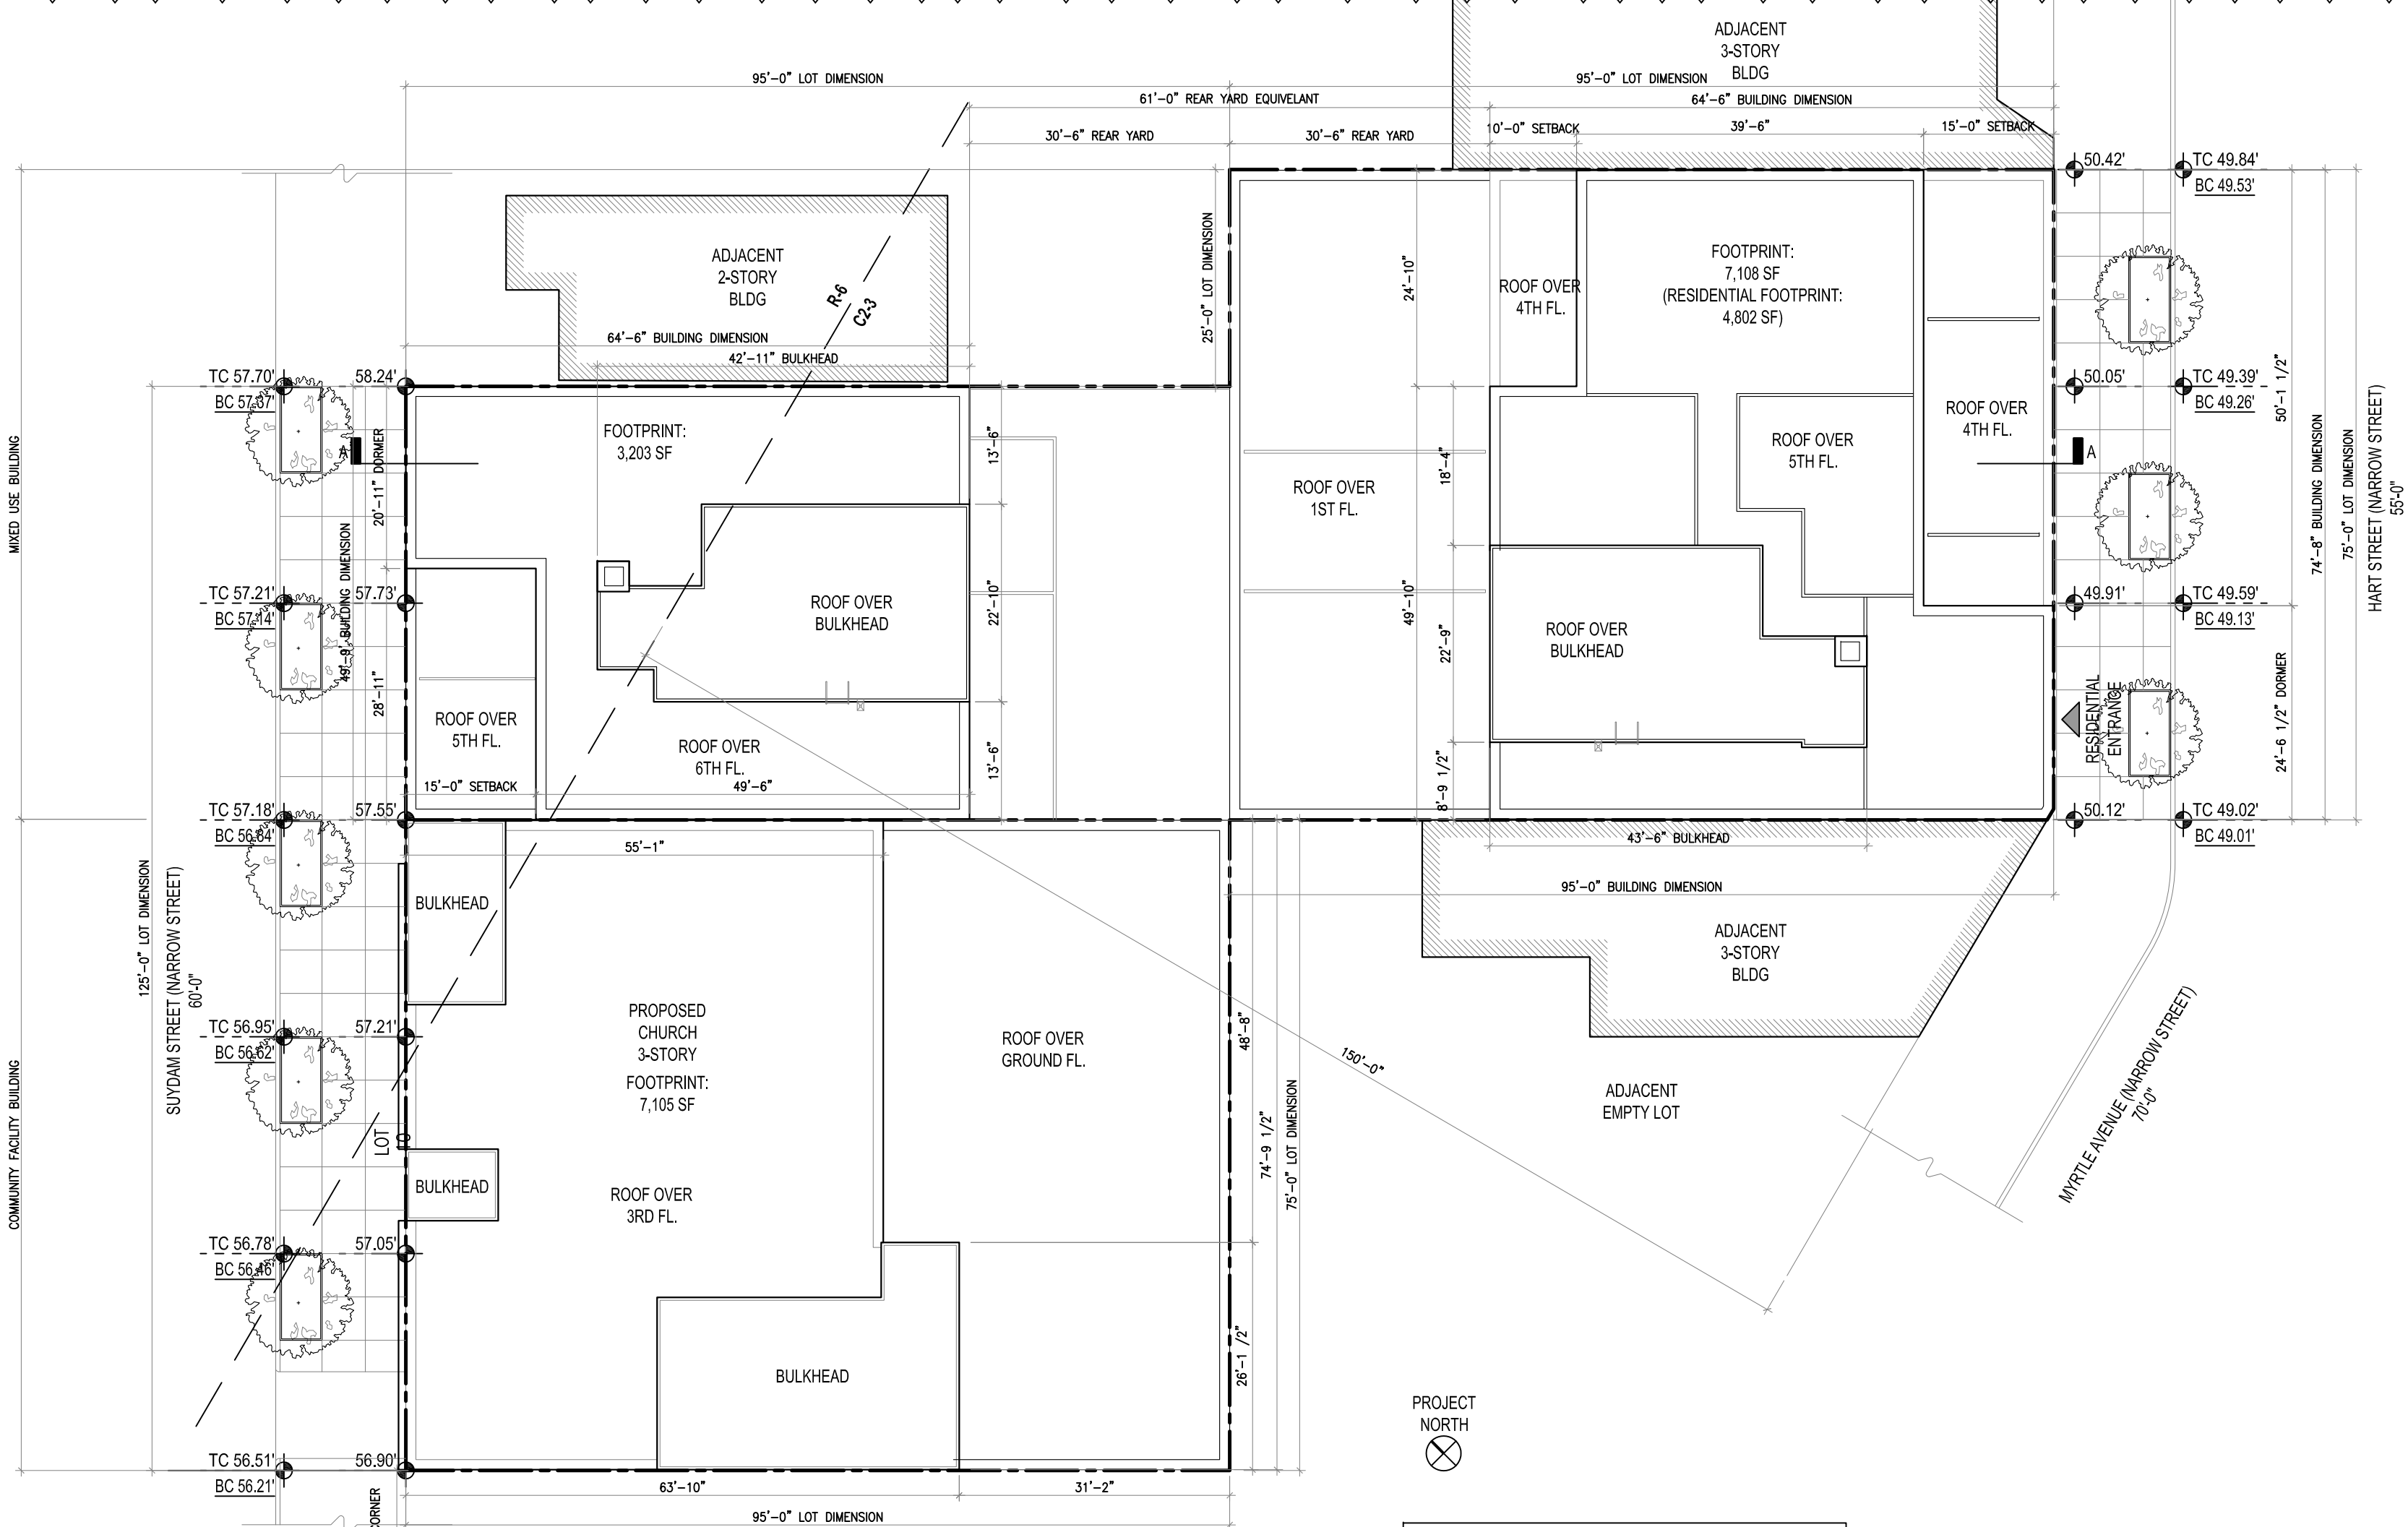 ADJACENT
3-STORY
BLDG
95'-0" LOT DIMENSION
95'-0" LOT DIMENSION
61'-0" REAR YARD EQUIVELANT
64'-6" BUILDING DIMENSION
30'-6" REAR YARD
30'-6" REAR YARD
10'-0" SETBACK
39'-6"
15'-0" SETBACK
50.42'
TC 49.84'
BC 49.53'
ADJACENT
2-STORY
BLDG
R-6
C2-3
25'-0" LOT DIMENSION
24'-10"
ROOF OVER
4TH FL.
FOOTPRINT:
7,108 SF
(RESIDENTIAL FOOTPRINT:
4,802 SF)
64'-6" BUILDING DIMENSION
42'-11" BULKHEAD
TC 57.70'
BC 57.37'
58.24'
50.05'
TC 49.39'
BC 49.26'
50'-1 1/2"
MIXED USE BUILDING
A
20'-11" DORMER
FOOTPRINT:
3,203 SF
13'-6"
18'-4"
ROOF OVER
4TH FL.
ROOF OVER
5TH FL.
A
74'-8" BUILDING DIMENSION
75'-0" LOT DIMENSION
HART STREET (NARROW STREET)
55'-0"
ROOF OVER
1ST FL.
TC 57.21'
BC 57.14'
57.73'
49'-9" BUILDING DIMENSION
28'-11"
ROOF OVER
BULKHEAD
22'-10"
49'-10"
22'-9"
ROOF OVER
BULKHEAD
49.91'
TC 49.59'
BC 49.13'
RESIDENTIAL
ENTRANCE
24'-6 1/2" DORMER
ROOF OVER
5TH FL.
ROOF OVER
6TH FL.
13'-6"
8'-9 1/2"
15'-0" SETBACK
49'-6"
TC 57.18'
BC 56.84'
57.55'
50.12'
TC 49.02'
BC 49.01'
55'-1"
43'-6" BULKHEAD
95'-0" BUILDING DIMENSION
BULKHEAD
125'-0" LOT DIMENSION
SUYDAM STREET (NARROW STREET)
60'-0"
ADJACENT
3-STORY
BLDG
PROPOSED
CHURCH
3-STORY
FOOTPRINT:
7,105 SF
ROOF OVER
GROUND FL.
48'-8"
150'-0"
TC 56.95'
BC 56.62'
57.21'
ADJACENT
EMPTY LOT
MYRTLE AVENUE (NARROW STREET)
70'-0"
COMMUNITY FACILITY BUILDING
LOT
10
BULKHEAD
ROOF OVER
3RD FL.
74'-9 1/2"
75'-0" LOT DIMENSION
TC 56.78'
BC 56.46'
57.05'
BULKHEAD
26'-1 /2"
PROJECT
NORTH
TC 56.51'
BC 56.21'
56.90'
63'-10"
31'-2"
95'-0" LOT DIMENSION
CORNER